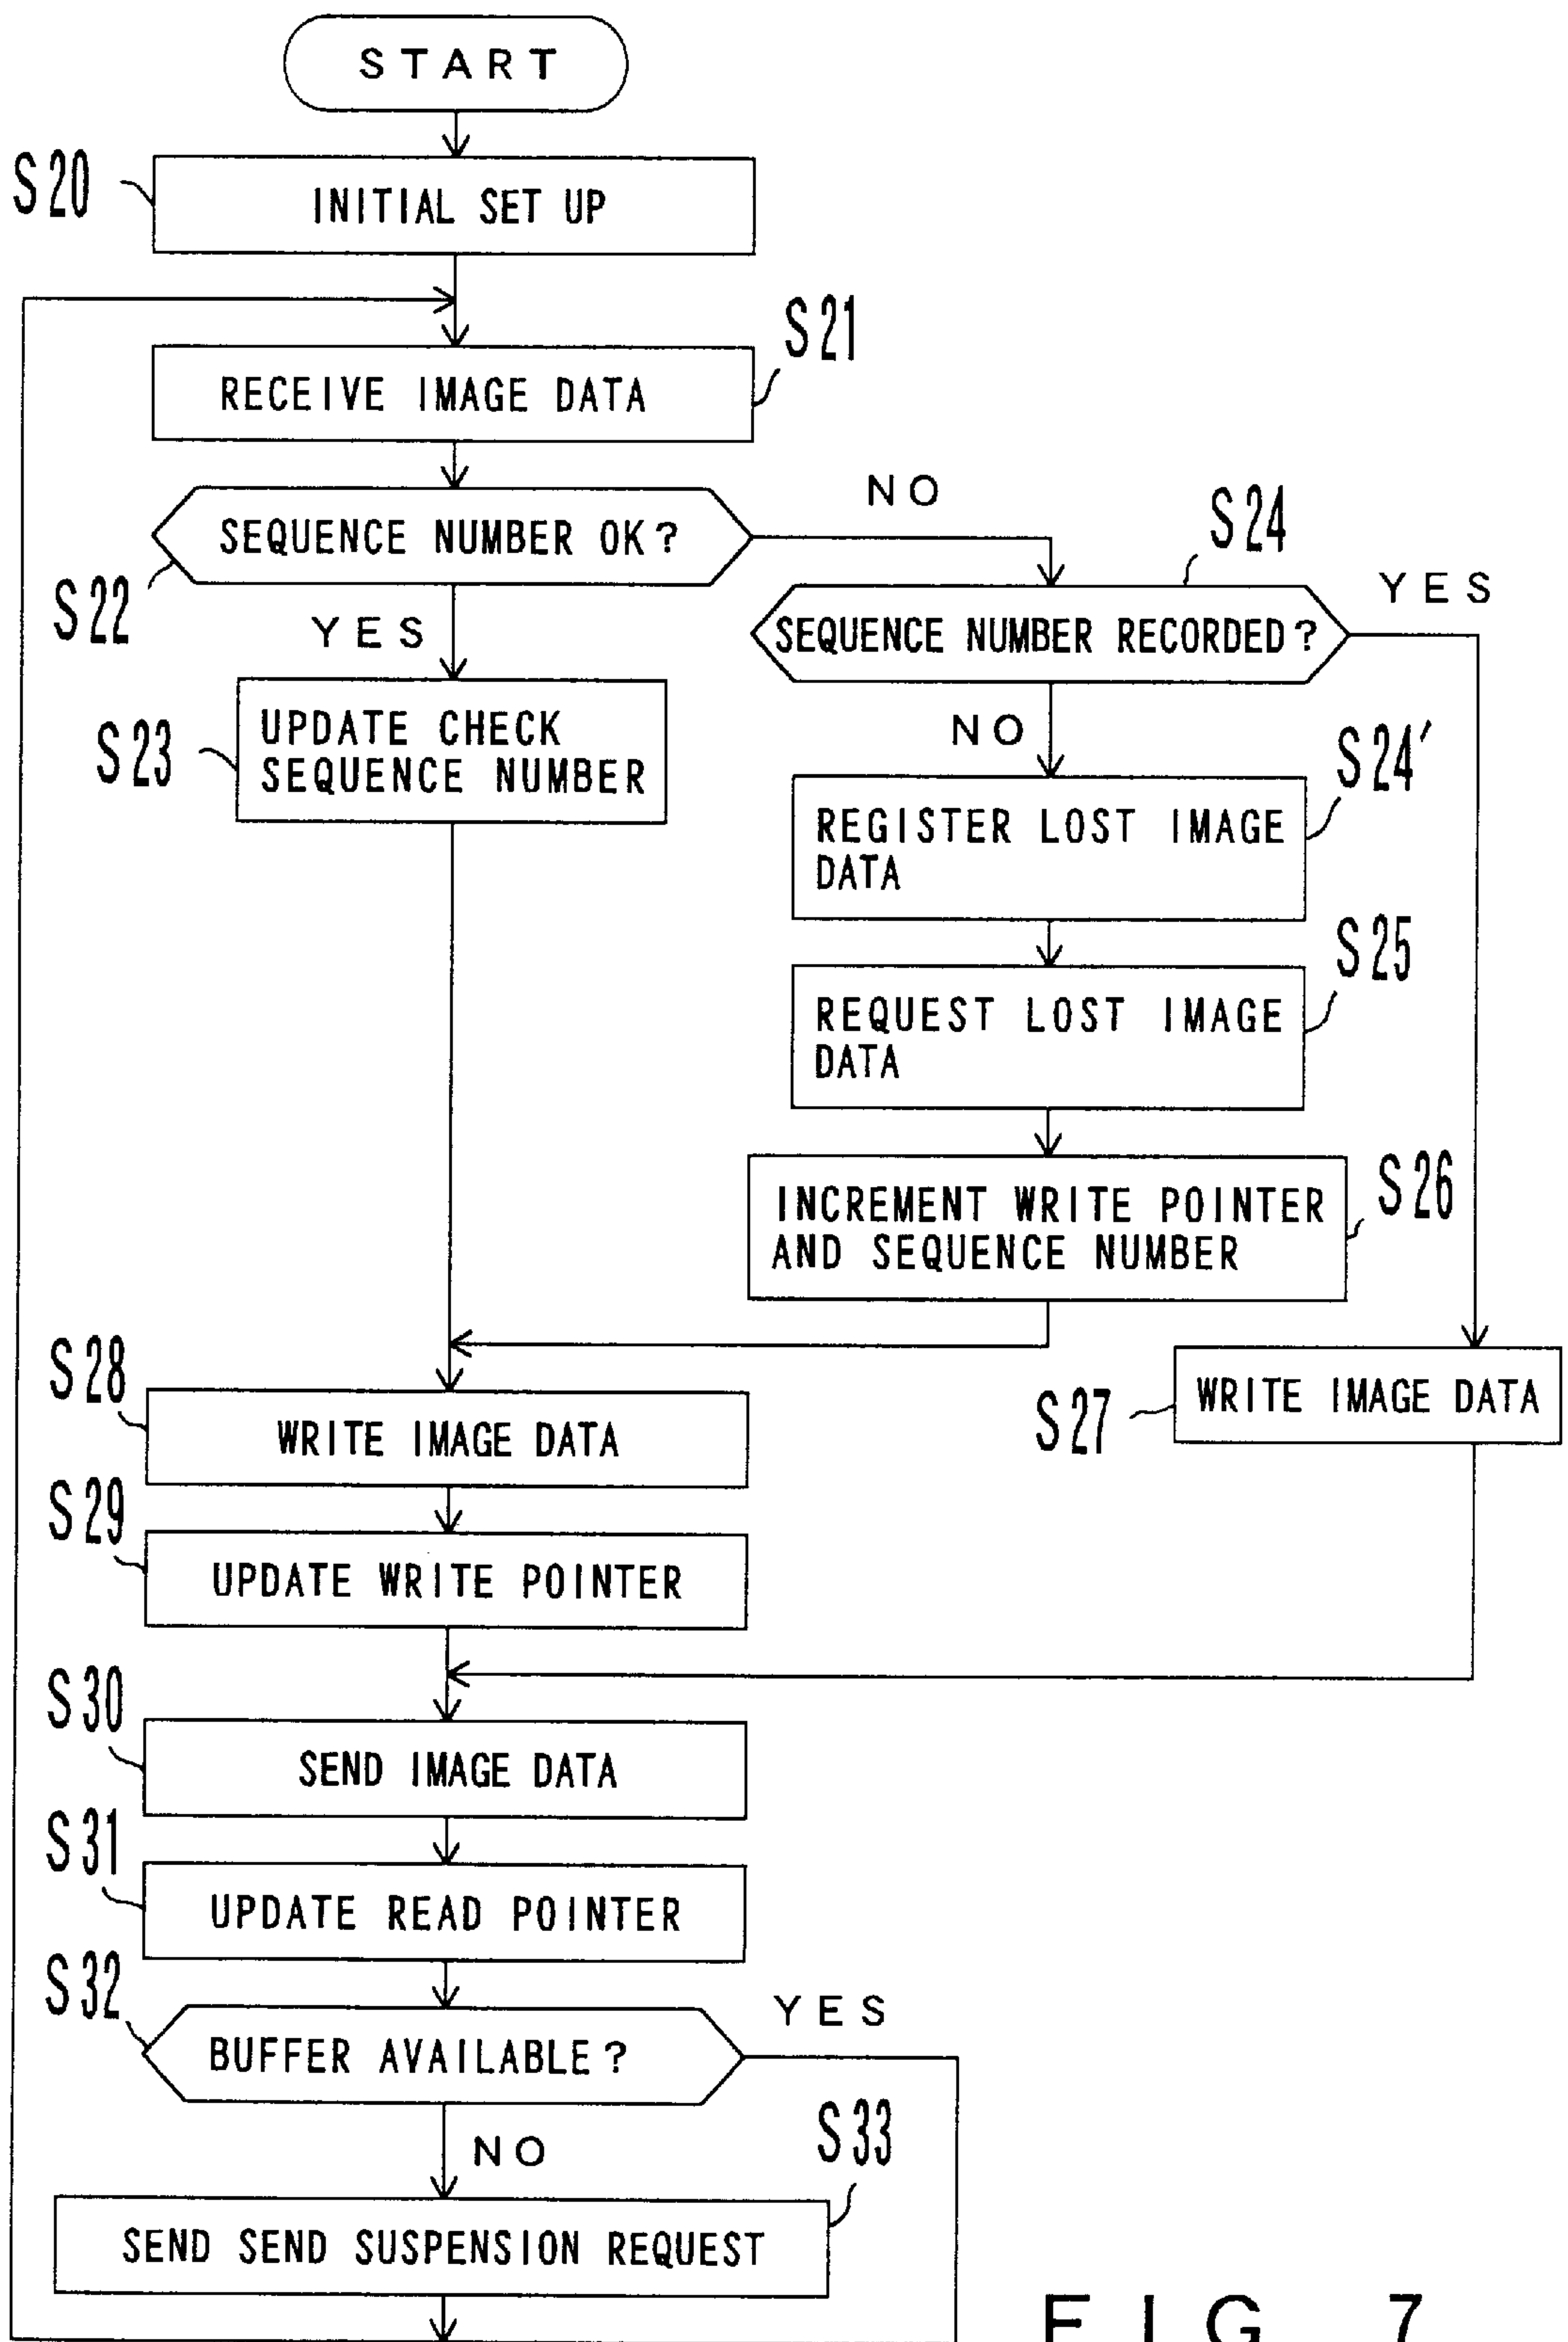 START
S20
INITIAL SET UP
S21
RECEIVE IMAGE DATA
NO
SEQUENCE NUMBER OK?
S22
S24
YES
YES
SEQUENCE NUMBER RECORDED?
S23
UPDATE CHECK
SEQUENCE NUMBER
NO
S24'
REGISTER LOST IMAGE
DATA
S25
REQUEST LOST IMAGE
DATA
S26
INCREMENT WRITE POINTER
AND SEQUENCE NUMBER
S28
WRITE IMAGE DATA
S27
WRITE IMAGE DATA
S29
UPDATE WRITE POINTER
S30
SEND IMAGE DATA
S31
UPDATE READ POINTER
S32
YES
BUFFER AVAILABLE?
NO
S33
SEND SEND SUSPENSION REQUEST
FIG 7